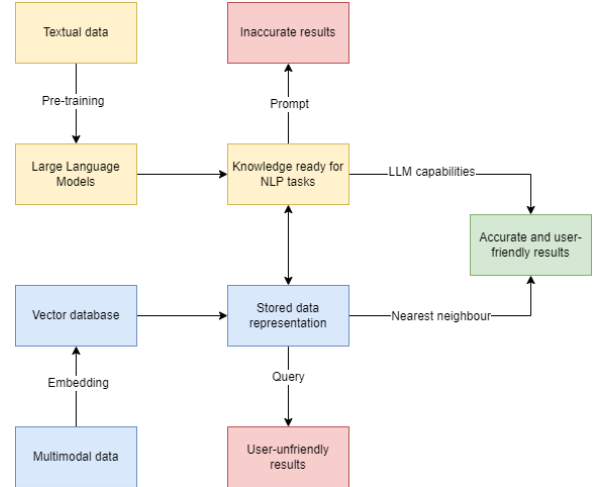 Textual data
Inaccurate results
Pre-training
Prompt
Large Language
Models
Knowledge ready for
NLP tasks
LLM capabilities
Accurate and user-
friendly results
Vector database
Stored data
representation
Nearest neighbour
Embedding
Query
Multimodal data
User-unfriendly
results